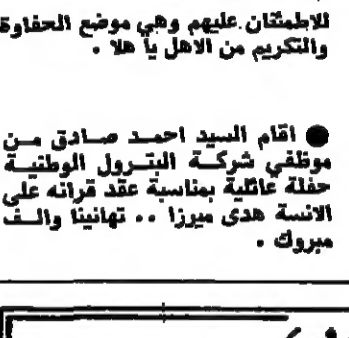 للاطمئنان عليهم وهي موضع الحفاوة
والتكريم من الاهل يا هلا .
● اقام السيد احمد صادق من
موظفي شركة البترول الوطنية
حفلة عائلية بمناسبة عقد قرانه على
الانسة هدى ميرزا .. تهانينا والف
مبروك .